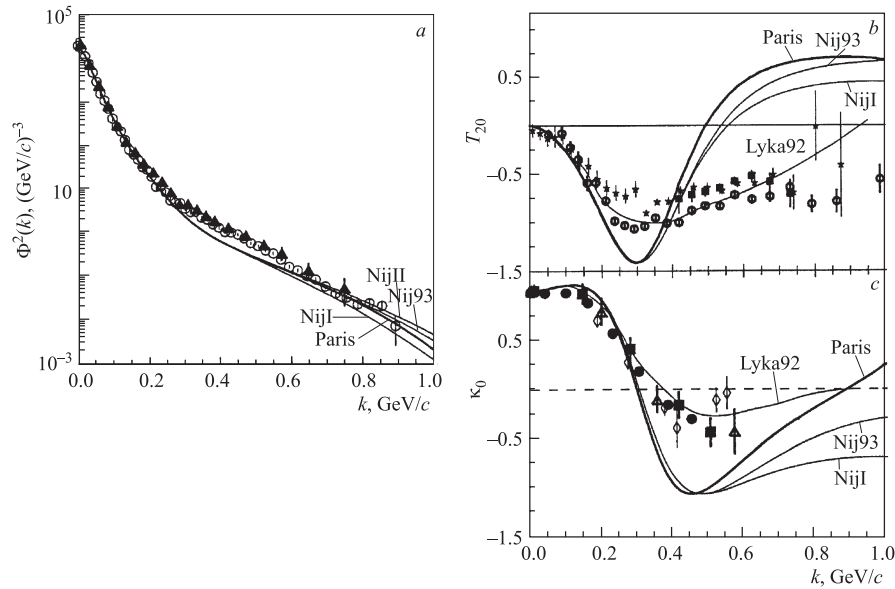 a
10⁵
10
10⁻³
Φ²(k), (GeV/c)⁻³
NijII
Nij93
NijI
Paris
0.0 0.2 0.4 0.6 0.8 1.0
k, GeV/c
b
Paris
Nij93
NijI
Lyka92
0.5
−0.5
−1.5
T₂₀
c
Lyka92
Paris
Nij93
NijI
0.5
−0.5
−1.5
κ₀
0.0 0.2 0.4 0.6 0.8 1.0
k, GeV/c